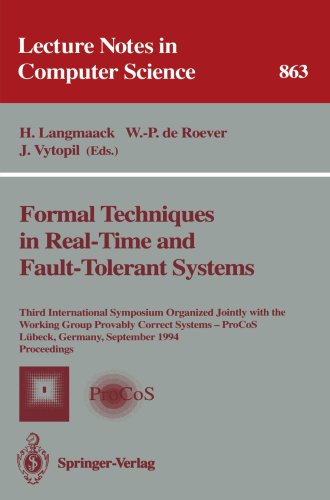 Lecture Notes in
Computer Science 863
H. Langmaack W.-P. de Roever
J. Vytopil (Eds.)
Formal Techniques
in Real-Time and
Fault-Tolerant Systems
Third International Symposium Organized Jointly with the
Working Group Provably Correct Systems – ProCoS
Lübeck, Germany, September 1994
Proceedings
ProCoS
Springer-Verlag